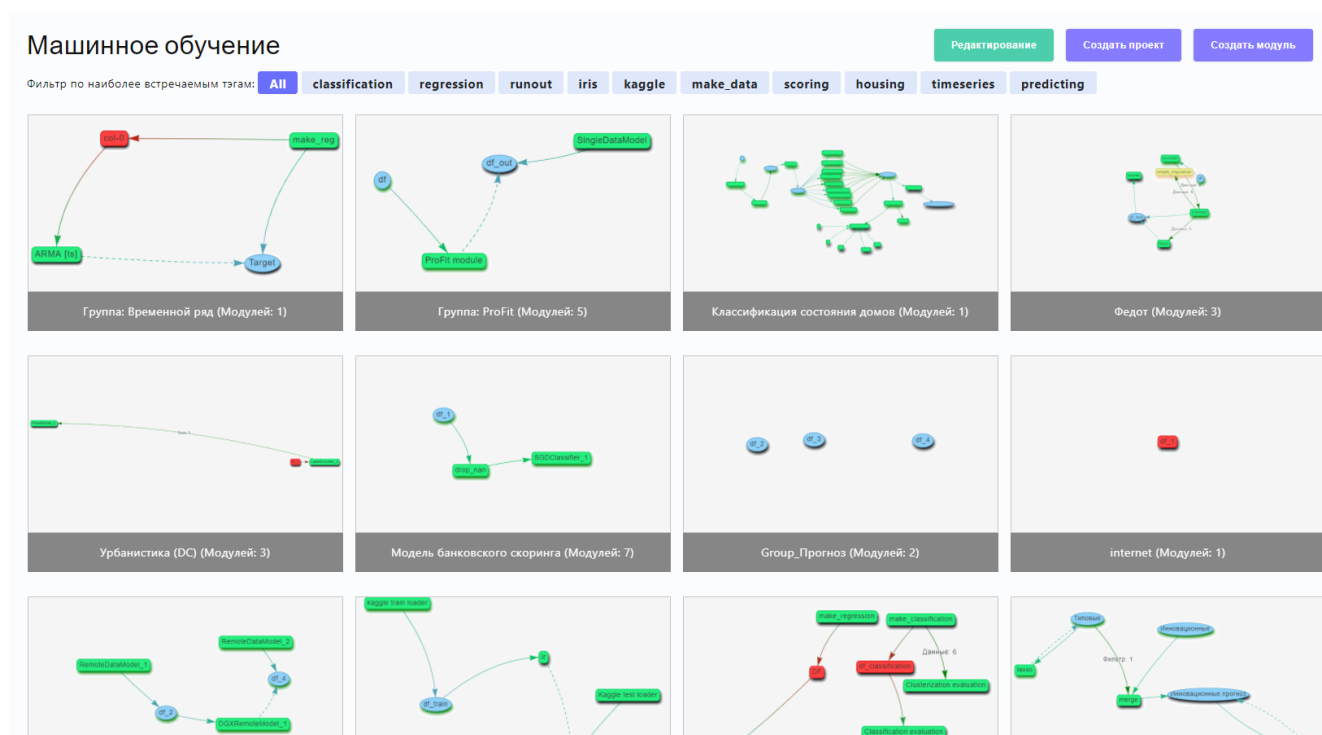 Машинное обучение
Редактирование
Создать проект
Создать модуль
Фильтр по наиболее встречаемым тэгам: All classification regression runout iris kaggle make_data scoring housing timeseries predicting
col-0
make_reg
ARMA [ts]
Target
Группа: Временной ряд (Модулей: 1)
SingleDataModel
df_out
df
ProFit module
Группа: ProFit (Модулей: 5)
Классификация состояния домов (Модулей: 1)
Федот (Модулей: 3)
Урбанистика (DC) (Модулей: 3)
df_1
SGDClassifier_1
drop_nan
Модель банковского скоринга (Модулей: 7)
df_2
df_3
df_4
Group_Прогноз (Модулей: 2)
df_1
internet (Модулей: 1)
RemoteDataModel_2
RemoteDataModel_1
df_4
df_2
DGXRemoteModel_1
kaggle train loader
Kaggle test loader
df_train
make_regression
make_classification
Данные: 6
DF
df_classification
Clusterization evaluation
Classification evaluation
Типовые
Инновационные
Фильтр: 1
lasso
merge
Инновационные прогноз